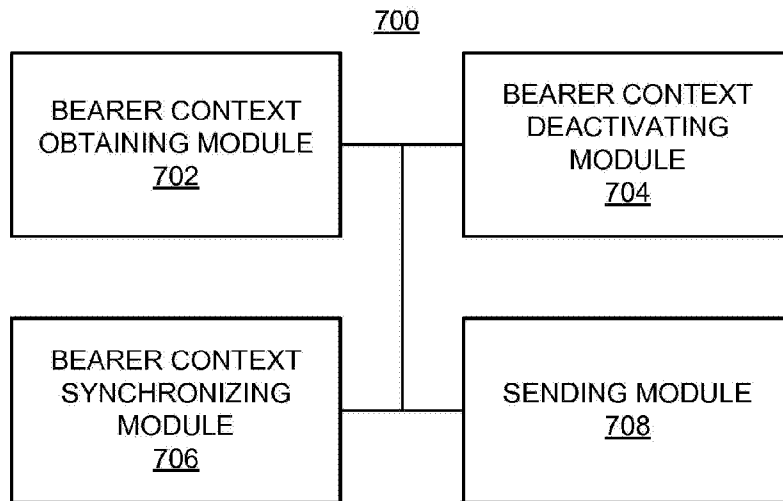 700
BEARER CONTEXT
OBTAINING MODULE
702
BEARER CONTEXT
DEACTIVATING
MODULE
704
BEARER CONTEXT
SYNCHRONIZING
MODULE
706
SENDING MODULE
708